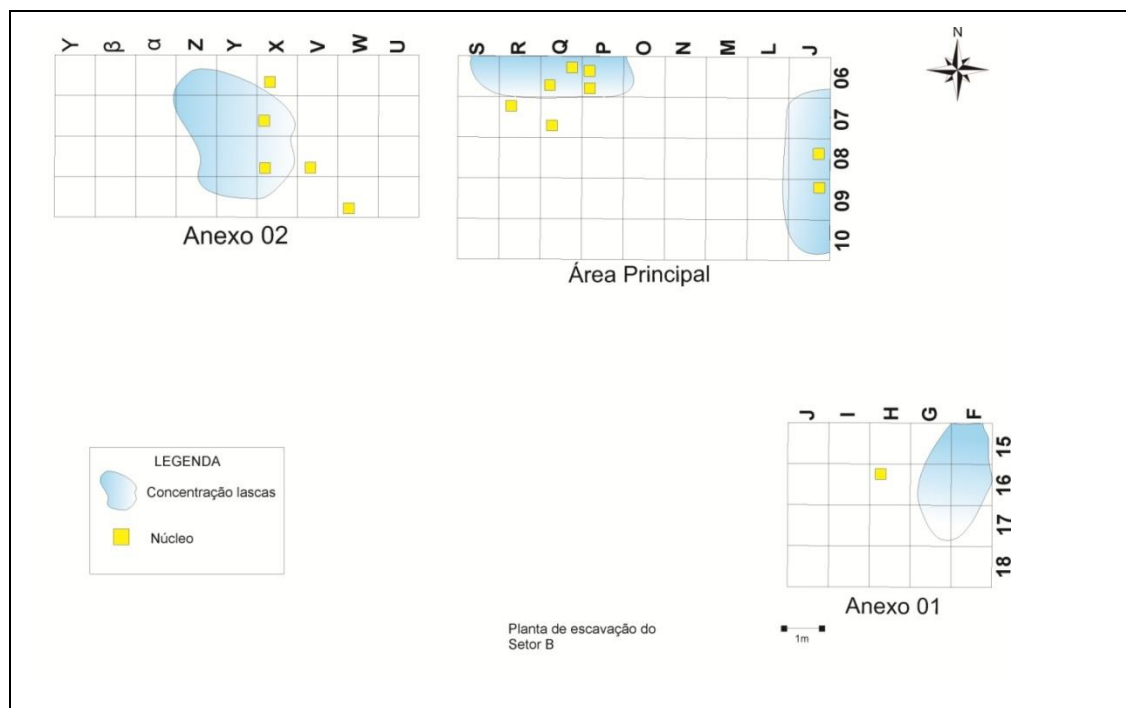 Y β α Z Y X V W U
Anexo 02
S R Q P O N M L J
06
07
08
09
10
Área Principal
N
LEGENDA
Concentração lascas
Núcleo
J I H G F
15
16
17
18
Anexo 01
Planta de escavação do
Setor B
1m